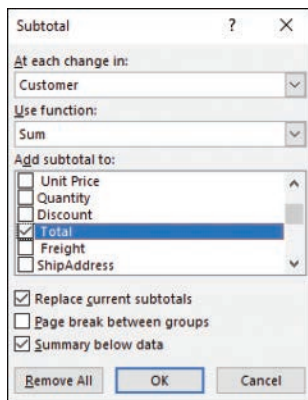 Subtotal ? ×
At each change in:
Customer
Use function:
Sum
Add subtotal to:
Unit Price
Quantity
Discount
Total
Freight
ShipAddress
Replace current subtotals
Page break between groups
Summary below data
Remove All OK Cancel